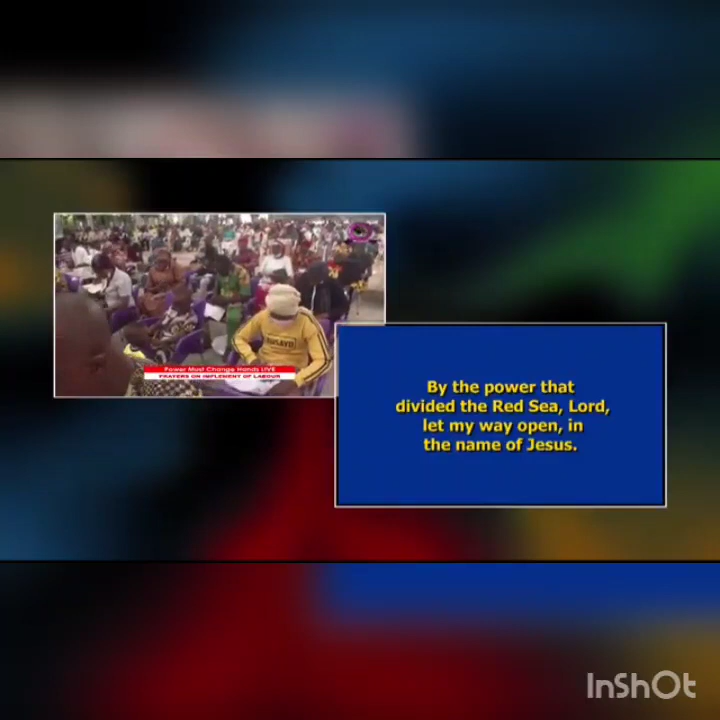 Power Must Change Hands LIVE
PRAYERS ON IMPLEMENT OF LABOUR
By the power that
divided the Red Sea, Lord,
let my way open, in
the name of Jesus.
InShOt